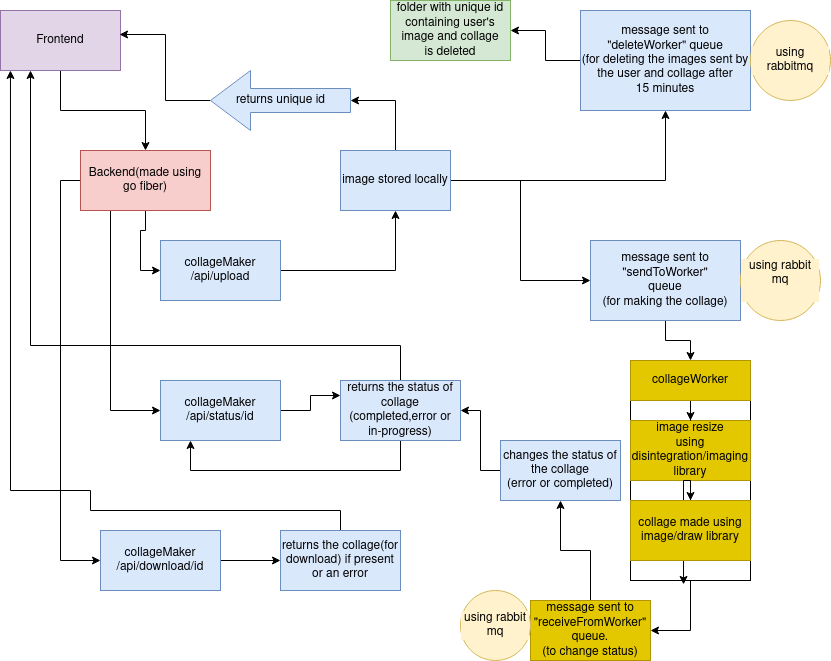 folder with unique id
containing user's
image and collage
is deleted
Frontend
message sent to
"deleteWorker" queue
(for deleting the images sent by
the user and collage after
15 minutes
using
rabbitmq
returns unique id
Backend(made using
go fiber)
image stored locally
collageMaker
/api/upload
message sent to
"sendToWorker"
queue
(for making the collage)
using rabbit
mq
collageWorker
collageMaker
/api/status/id
returns the status of
collage
(completed,error or
in-progress)
image resize
using
disintegration/imaging
library
changes the status of
the collage
(error or completed)
collage made using
image/draw library
collageMaker
/api/download/id
returns the collage(for
download) if present
or an error
using rabbit
mq
message sent to
"receiveFromWorker"
queue.
(to change status)